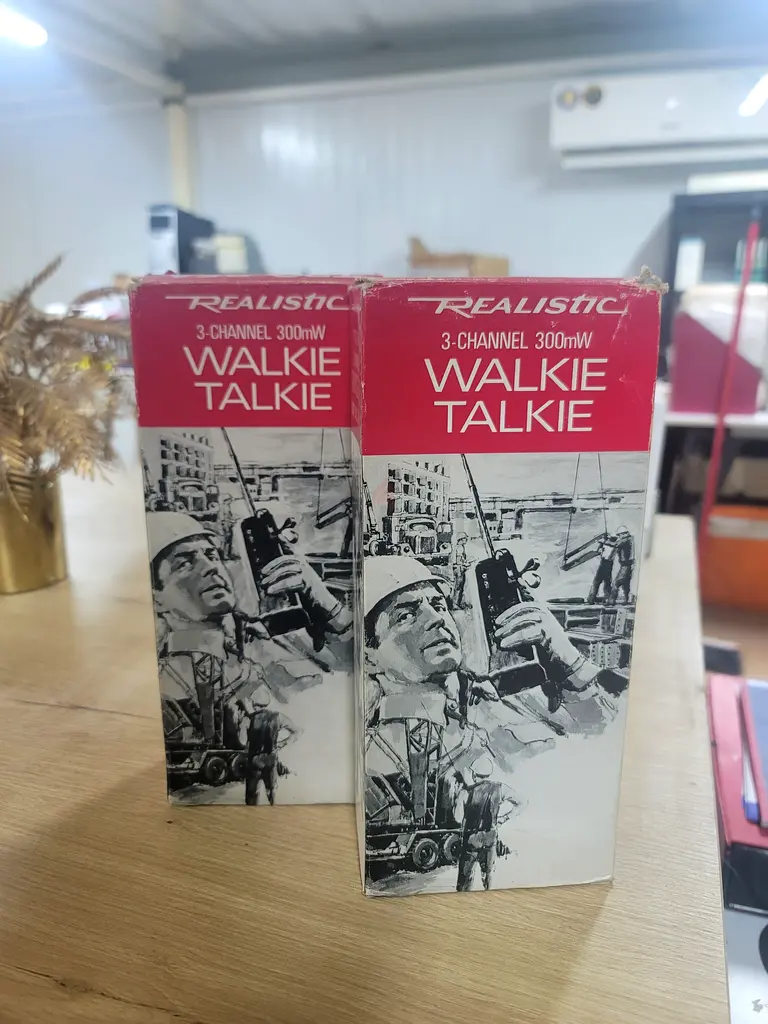 REALISTIC
3-CHANNEL 300mW
WALKIE
TALKIE
REALISTIC
3-CHANNEL 300mW
WALKIE
TALKIE